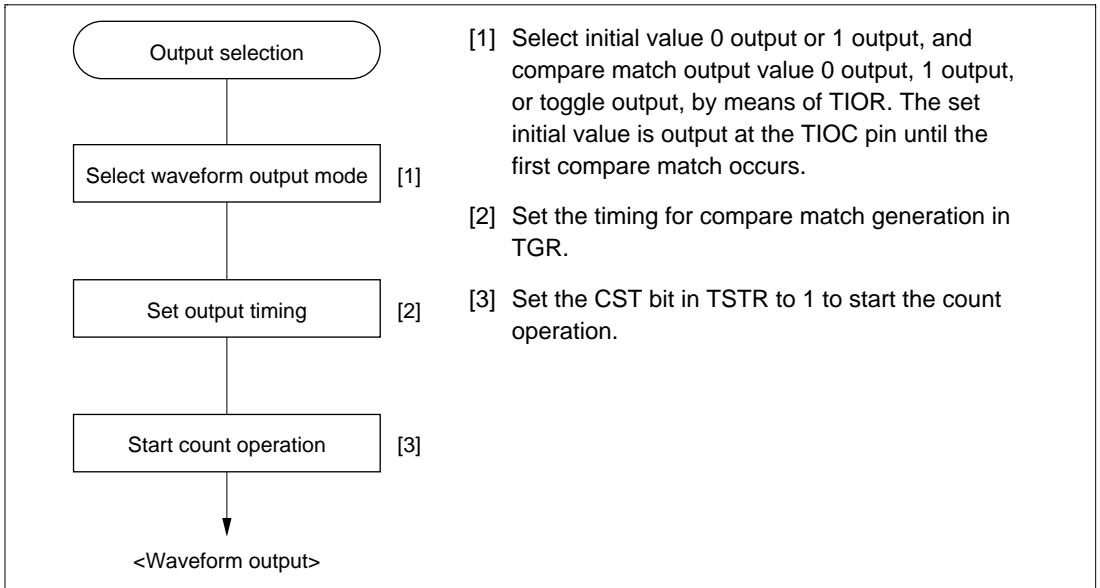 Output selection
Select waveform output mode [1]
Set output timing [2]
Start count operation [3]
<Waveform output>
[1] Select initial value 0 output or 1 output, and
compare match output value 0 output, 1 output,
or toggle output, by means of TIOR. The set
initial value is output at the TIOC pin until the
first compare match occurs.
[2] Set the timing for compare match generation in
TGR.
[3] Set the CST bit in TSTR to 1 to start the count
operation.